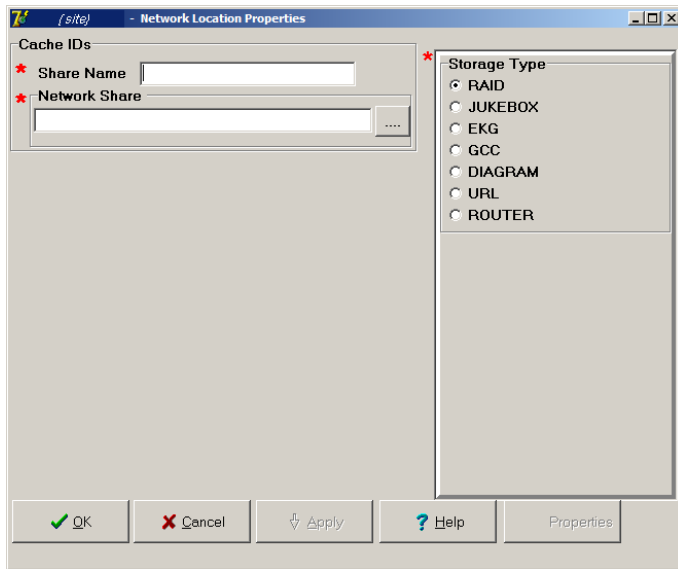 (site) - Network Location Properties
Cache IDs
* Share Name
* Network Share
....
* Storage Type
RAID
JUKEBOX
EKG
GCC
DIAGRAM
URL
ROUTER
OK
Cancel
Apply
? Help
Properties